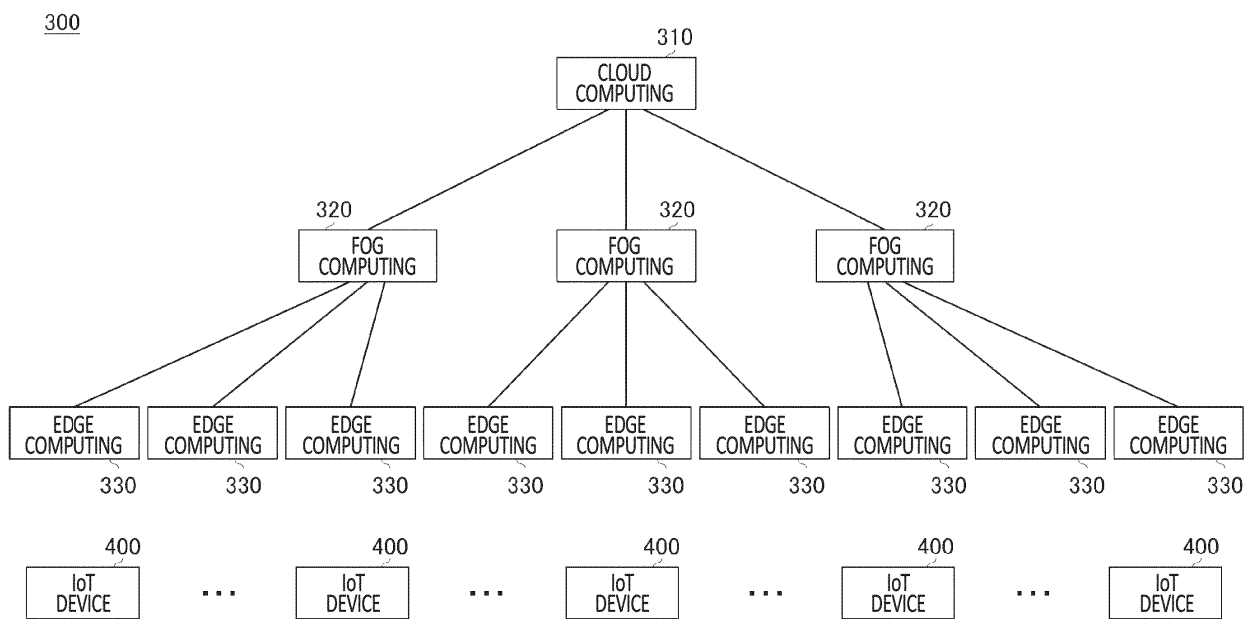 300
310
CLOUD
COMPUTING
320 320 320
FOG FOG FOG
COMPUTING COMPUTING COMPUTING
EDGE EDGE EDGE EDGE EDGE EDGE EDGE EDGE EDGE
COMPUTING COMPUTING COMPUTING COMPUTING COMPUTING COMPUTING COMPUTING COMPUTING COMPUTING
330 330 330 330 330 330 330 330 330
400 400 400 400 400
IoT IoT IoT IoT IoT
DEVICE ... DEVICE ... DEVICE ... DEVICE ... DEVICE